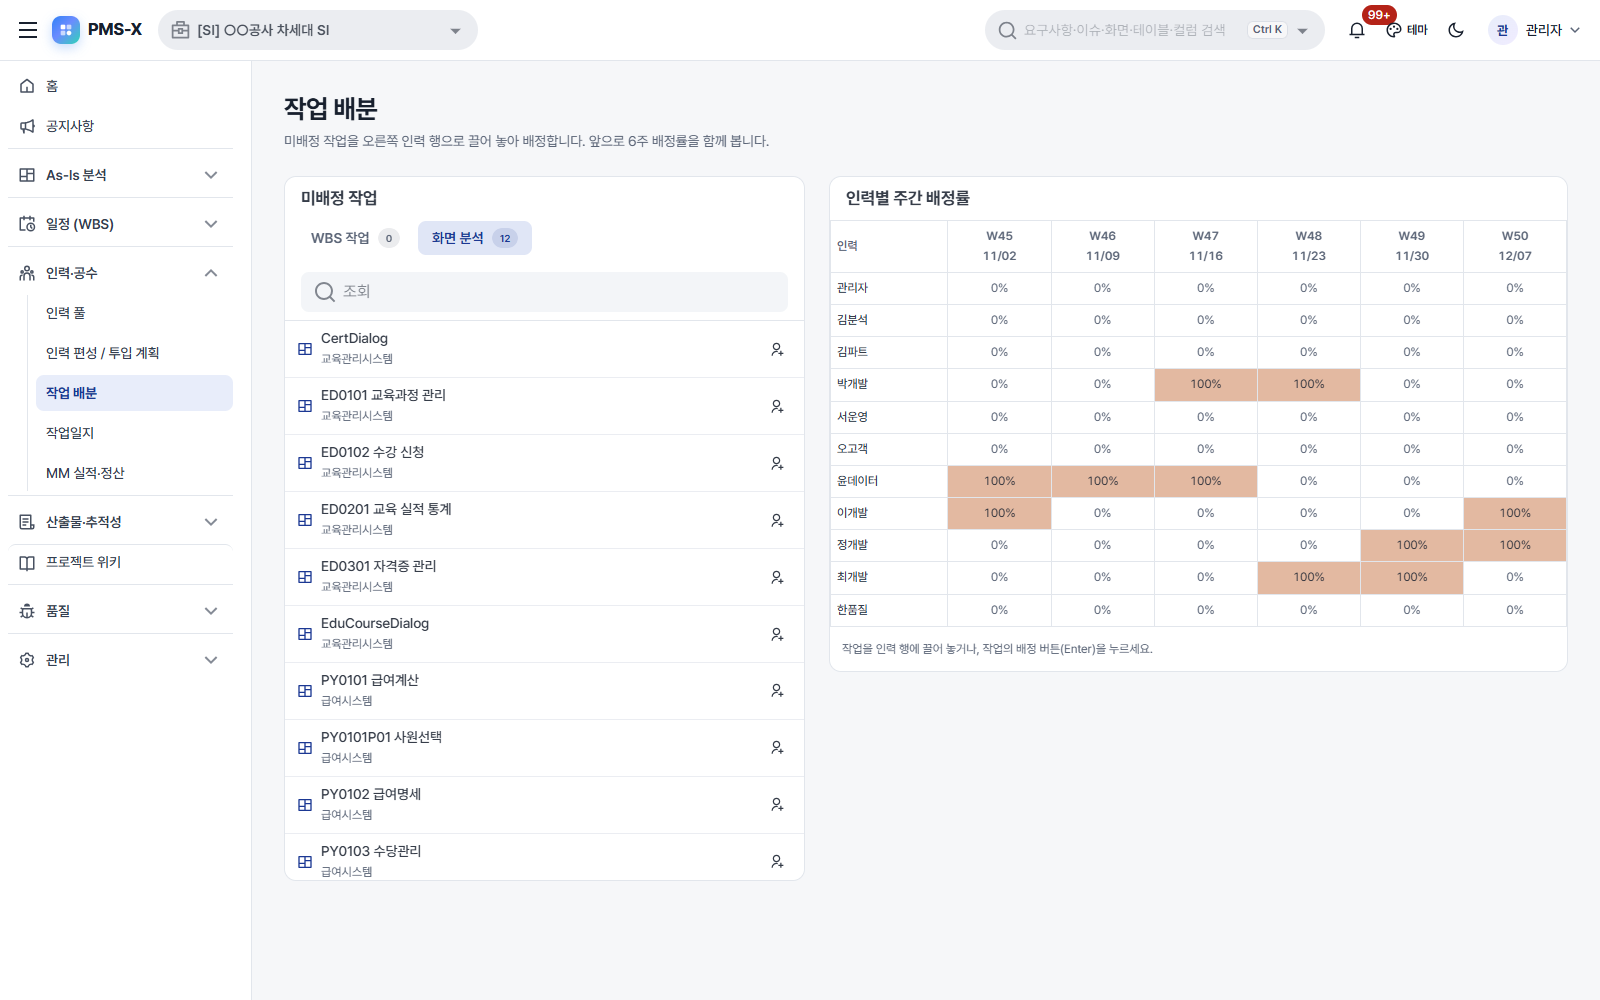 PMS-X
[SI] ○○공사 차세대 SI
요구사항·이슈·화면·테이블·컬럼 검색
Ctrl K
99+
테마
관
관리자
홈
공지사항
As-Is 분석
일정 (WBS)
인력·공수
인력 풀
인력 편성 / 투입 계획
작업 배분
작업일지
MM 실적·정산
산출물·추적성
프로젝트 위키
품질
관리
작업 배분
미배정 작업을 오른쪽 인력 행으로 끌어 놓아 배정합니다. 앞으로 6주 배정률을 함께 봅니다.
미배정 작업
WBS 작업 0
화면 분석 12
조회
CertDialog
교육관리시스템
ED0101 교육과정 관리
교육관리시스템
ED0102 수강 신청
교육관리시스템
ED0201 교육 실적 통계
교육관리시스템
ED0301 자격증 관리
교육관리시스템
EduCourseDialog
교육관리시스템
PY0101 급여계산
급여시스템
PY0101P01 사원선택
급여시스템
PY0102 급여명세
급여시스템
PY0103 수당관리
급여시스템
인력별 주간 배정률
인력 W45 11/02 W46 11/09 W47 11/16 W48 11/23 W49 11/30 W50 12/07
관리자 0% 0% 0% 0% 0% 0%
김분석 0% 0% 0% 0% 0% 0%
김파트 0% 0% 0% 0% 0% 0%
박개발 0% 0% 100% 100% 0% 0%
서운영 0% 0% 0% 0% 0% 0%
오고객 0% 0% 0% 0% 0% 0%
윤데이터 100% 100% 100% 0% 0% 0%
이개발 100% 0% 0% 0% 0% 100%
정개발 0% 0% 0% 0% 100% 100%
최개발 0% 0% 0% 100% 100% 0%
한품질 0% 0% 0% 0% 0% 0%
작업을 인력 행에 끌어 놓거나, 작업의 배정 버튼(Enter)을 누르세요.